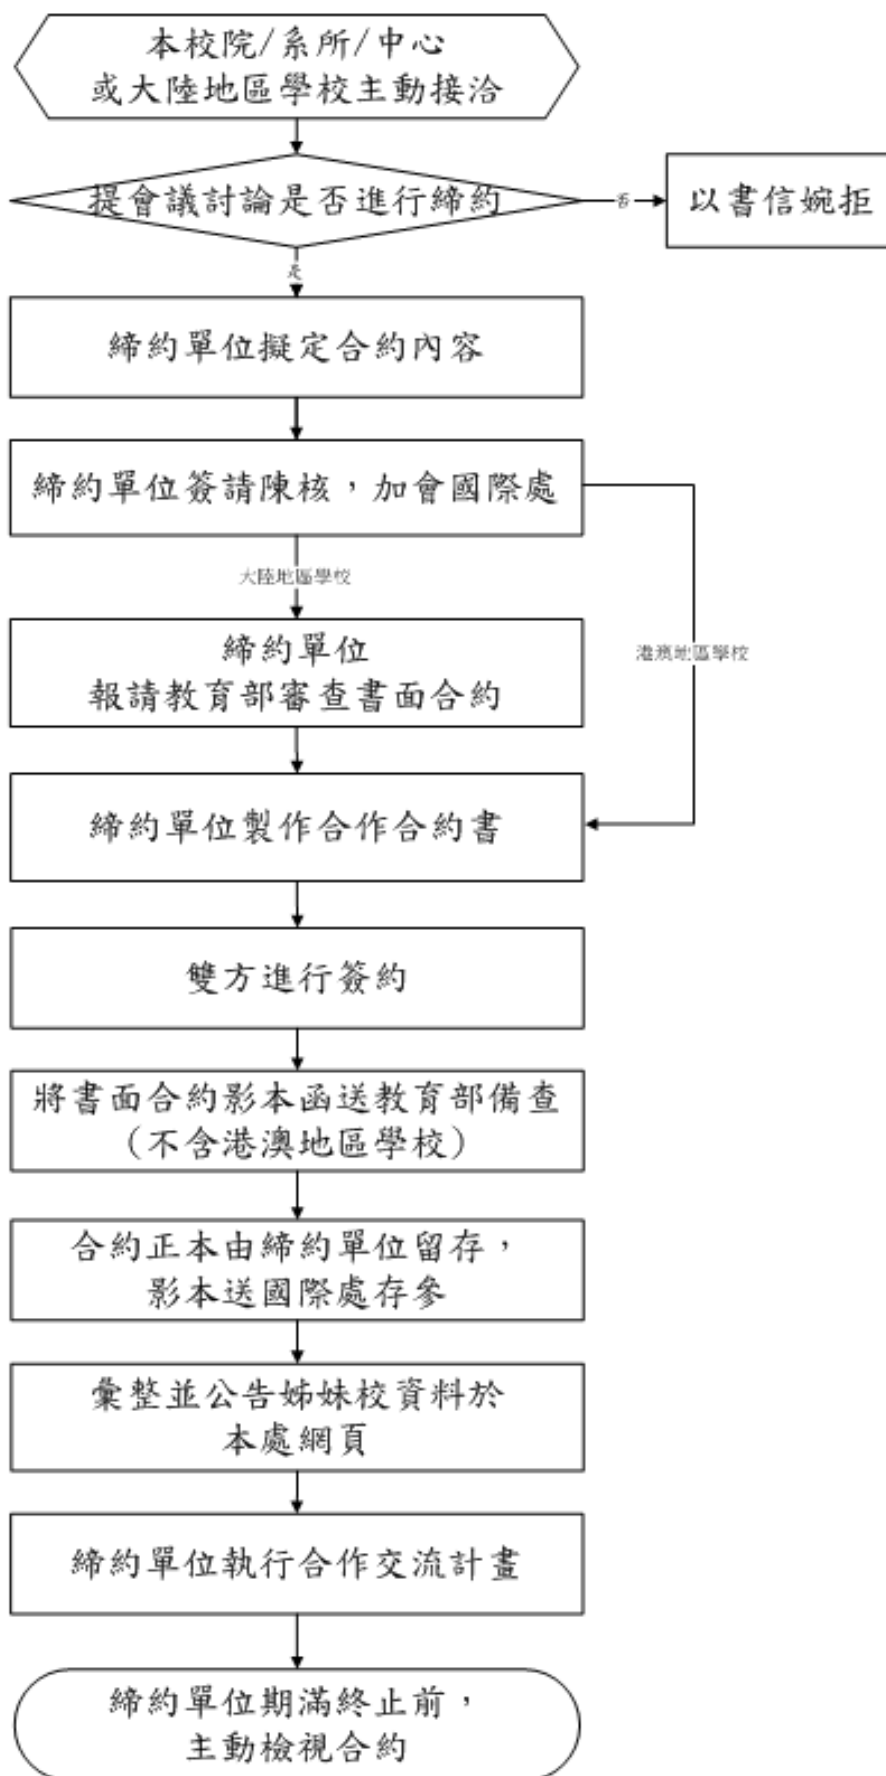 本校院/系所/中心
或大陸地區學校主動接洽
提會議討論是否進行締約
否
以書信婉拒
是
締約單位擬定合約內容
締約單位簽請陳核，加會國際處
大陸地區學校
港澳地區學校
締約單位
報請教育部審查書面合約
締約單位製作合作合約書
雙方進行簽約
將書面合約影本函送教育部備查
（不含港澳地區學校）
合約正本由締約單位留存，
影本送國際處存參
彙整並公告姊妹校資料於
本處網頁
締約單位執行合作交流計畫
締約單位期滿終止前，
主動檢視合約